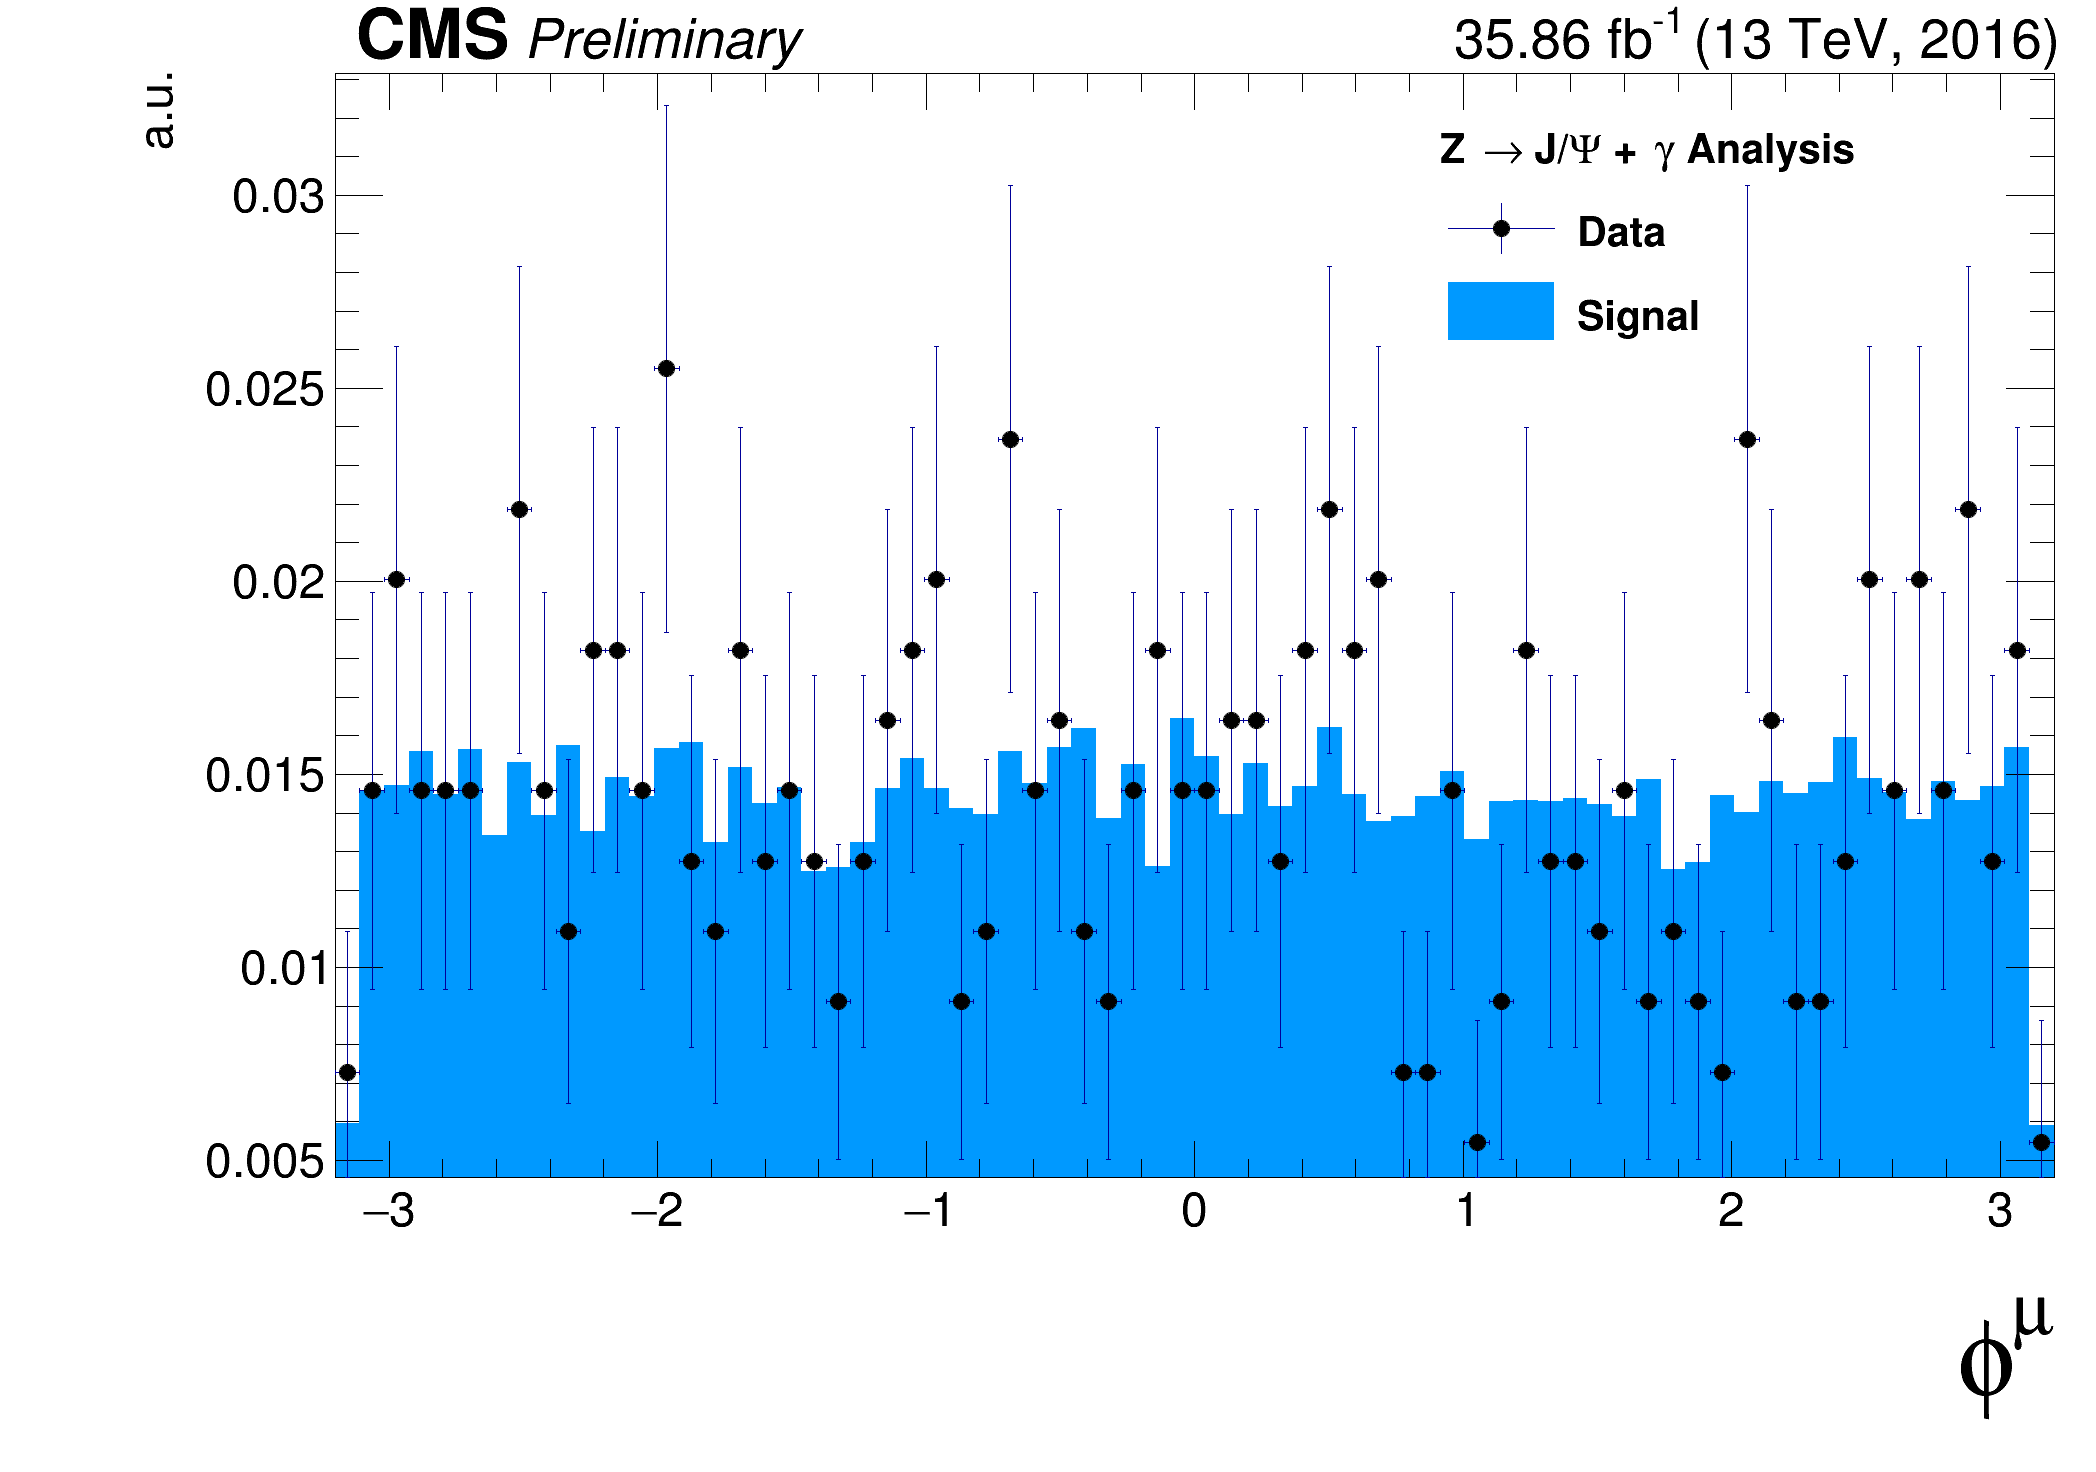 CMS Preliminary
35.86 fb⁻¹ (13 TeV, 2016)
a.u.
Z → J/Ψ + γ Analysis
Data
Signal
0.03
0.025
0.02
0.015
0.01
0.005
−3 −2 −1 0 1 2 3
ϕ^μ